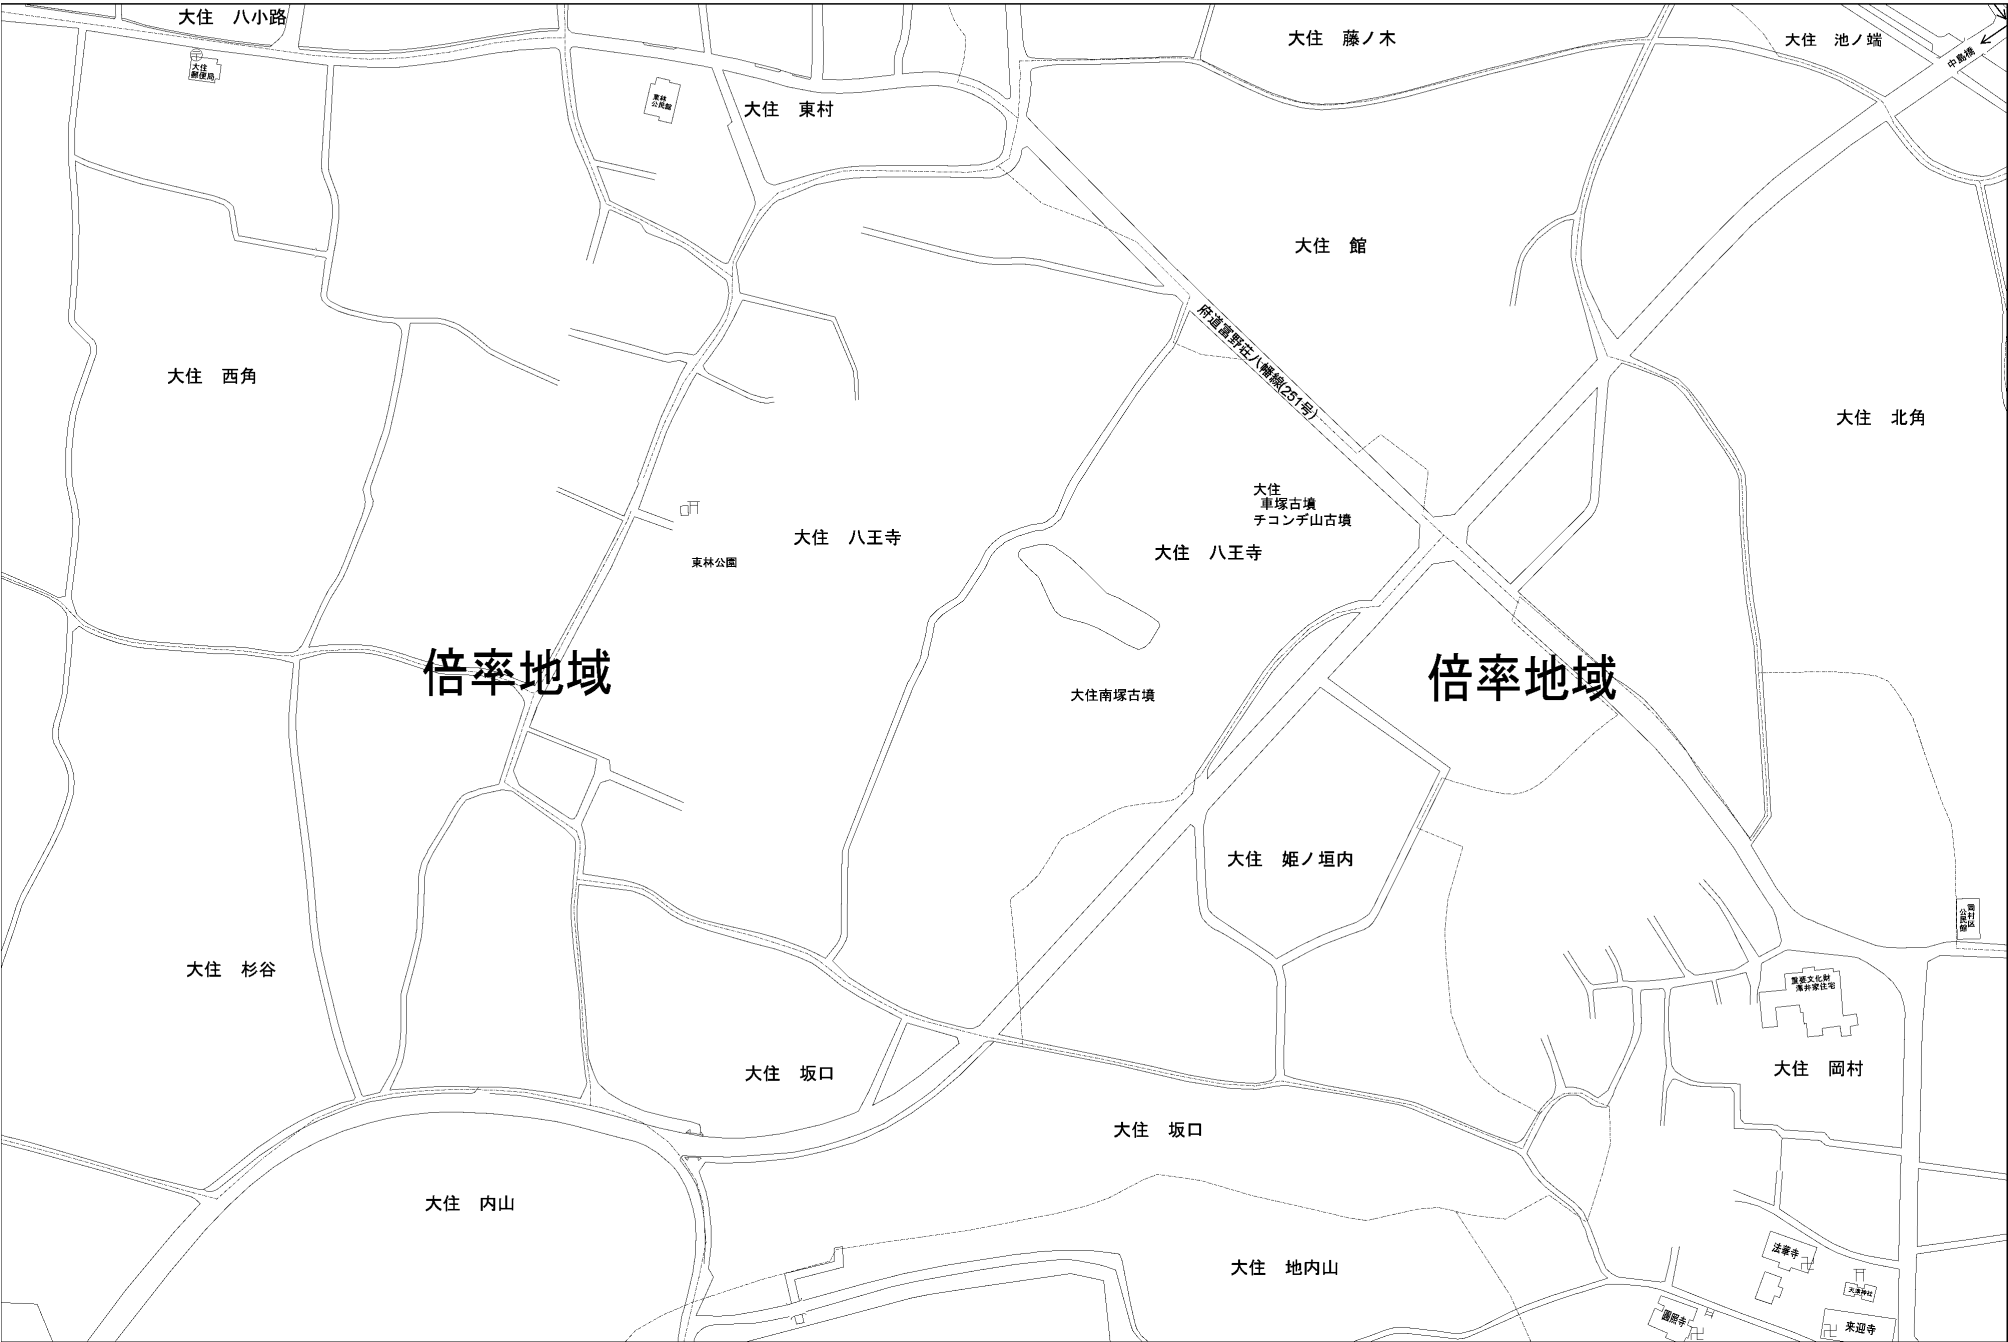 大住　八小路
大住
郵便局
東林
公民館
大住　東村
大住　藤ノ木
大住　池ノ端
中島橋
大住　館
府道富野荘八幡線(251号)
大住　西角
大住　北角
大住
車塚古墳
チコンヂ山古墳
大住　八王寺
大住　八王寺
東林公園
倍率地域
倍率地域
大住南塚古墳
大住　姫ノ垣内
岡村区
公民館
大住　杉谷
重要文化財
澤井家住宅
大住　坂口
大住　岡村
大住　坂口
大住　内山
法華寺
大住　地内山
天津神社
圓照寺
来迎寺